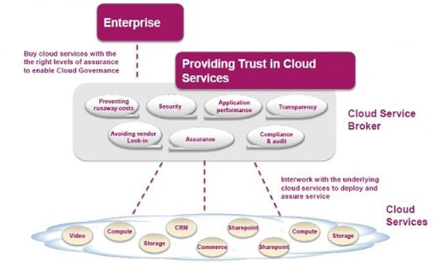 Enterprise
Buy cloud services with the
the right levels of assurance
to enable Cloud Governance
Providing Trust in Cloud
Services
Preventing
runaway costs
Security
Application
performance
Transparency
Cloud Service
Broker
Avoiding vendor
Lock-in
Assurance
Compliance
& audit
Interwork with the underlying
cloud services to deploy and
assure service
Cloud
Services
Video
Compute
Storage
CRM
Commerce
Sharepoint
Sharepoint
Compute
Storage